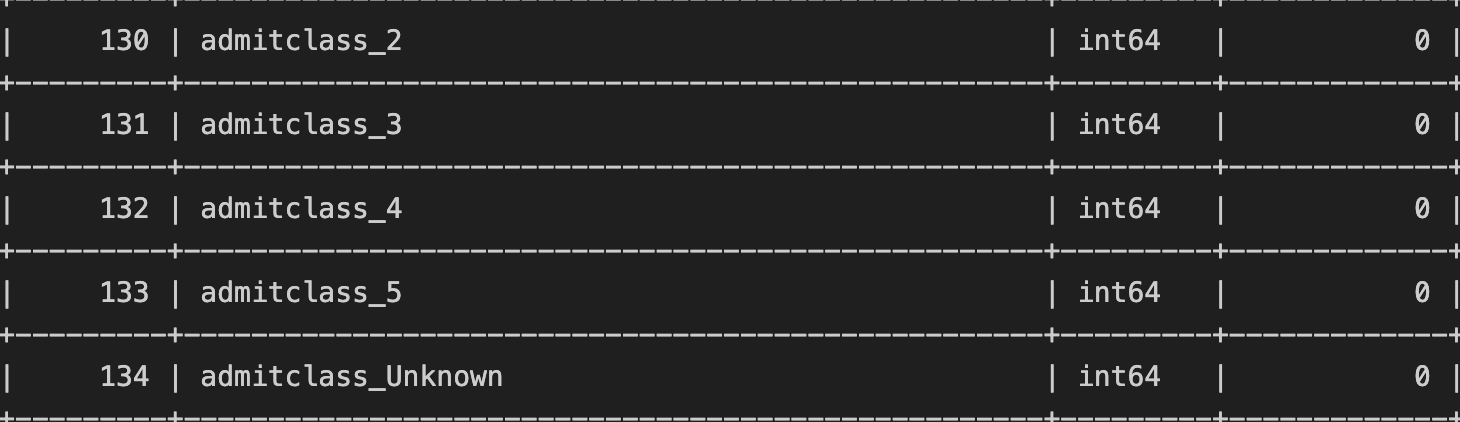 | 130 | admitclass_2 | int64 | 0 |
| 131 | admitclass_3 | int64 | 0 |
| 132 | admitclass_4 | int64 | 0 |
| 133 | admitclass_5 | int64 | 0 |
| 134 | admitclass_Unknown | int64 | 0 |